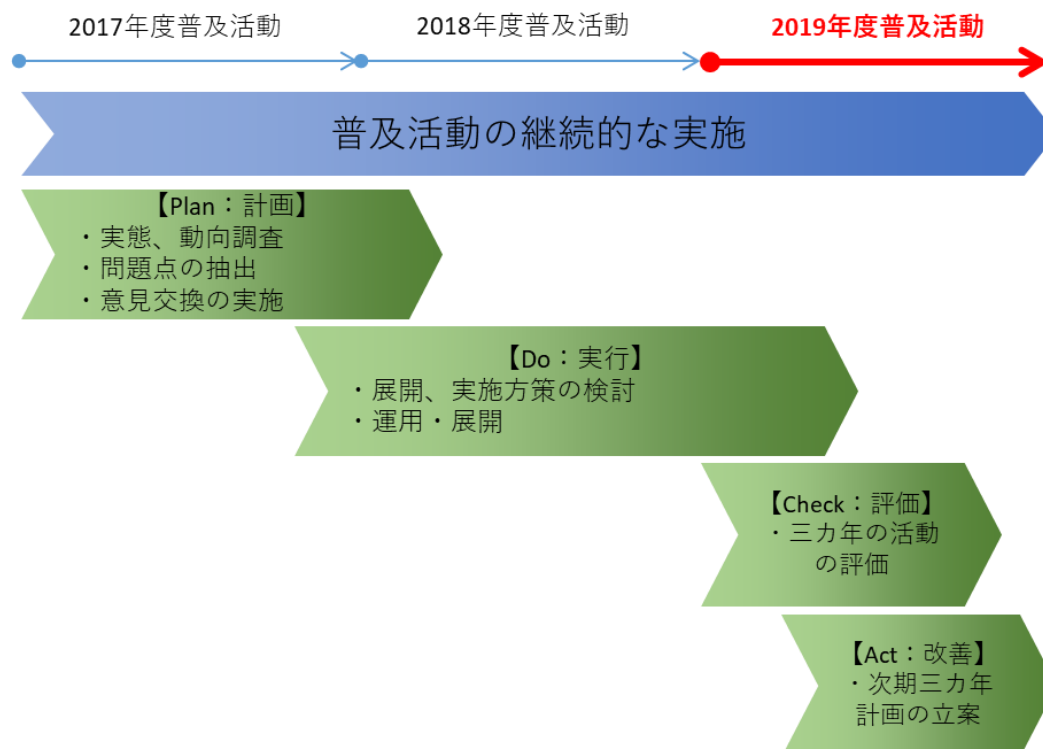 2017年度普及活動
2018年度普及活動
2019年度普及活動
普及活動の継続的な実施
【Plan：計画】
・実態、動向調査
・問題点の抽出
・意見交換の実施
【Do：実行】
・展開、実施方策の検討
・運用・展開
【Check：評価】
・三カ年の活動
の評価
【Act：改善】
・次期三カ年
計画の立案